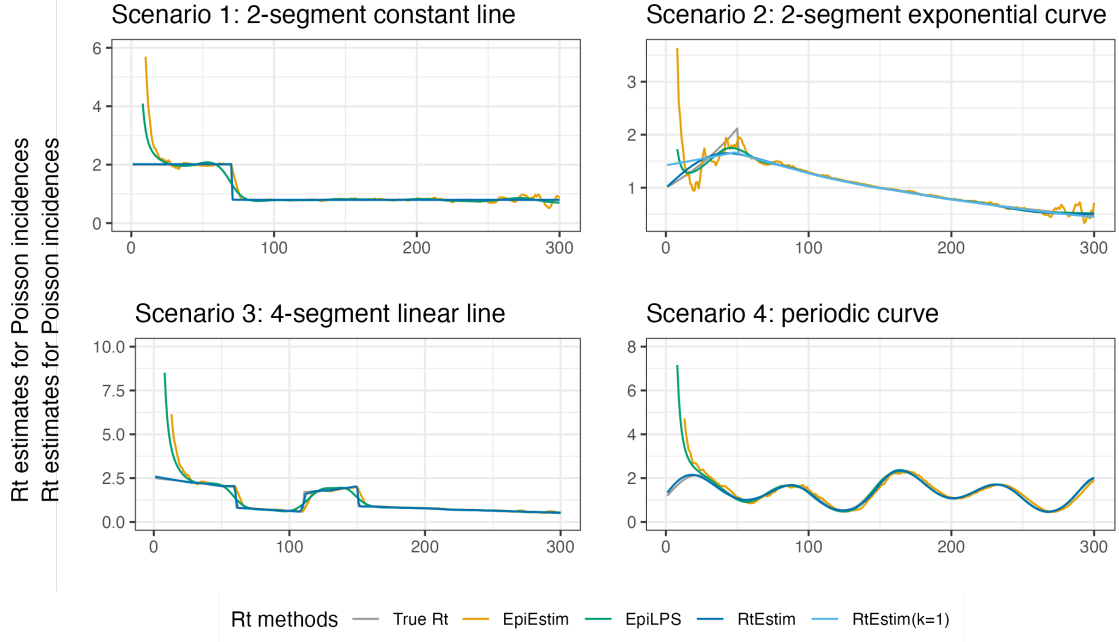 Rt estimates for Poisson incidences
Rt estimates for Poisson incidences
Scenario 1: 2-segment constant line
6
4
2
0
0
100
200
300
Scenario 2: 2-segment exponential curve
3
2
1
0
100
200
300
Scenario 3: 4-segment linear line
10.0
7.5
5.0
2.5
0.0
0
100
200
300
Scenario 4: periodic curve
8
6
4
2
0
0
100
200
300
Rt methods
True Rt
EpiEstim
EpiLPS
RtEstim
RtEstim(k=1)